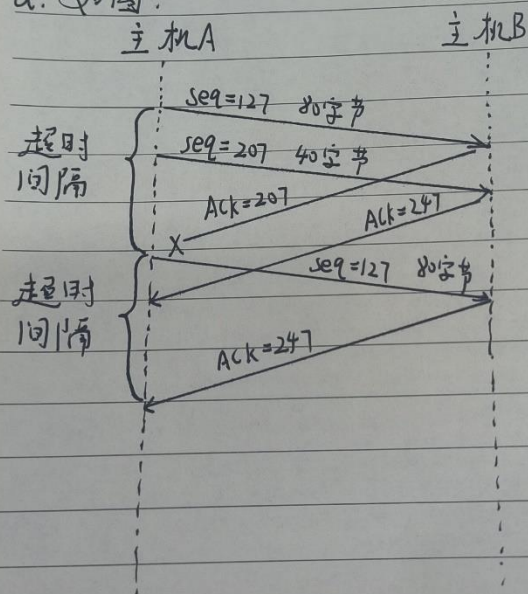 主机A 主机B
seq=127 80字节
超时
间隔
seq=207 40字节
ACK=207
ACK=247
X
seq=127 80字节
超时
间隔
ACK=247